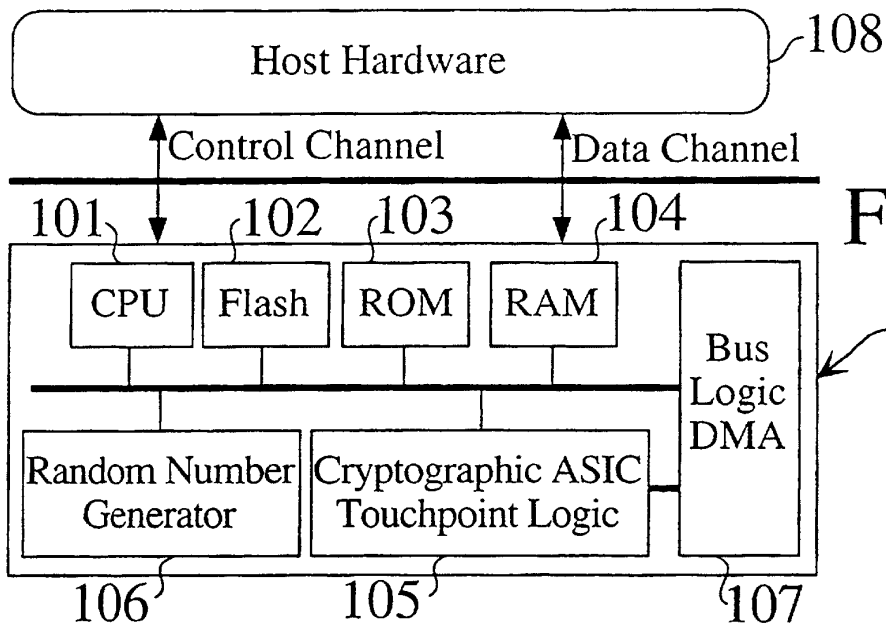 Host Hardware
108
Control Channel
Data Channel
F
101
102
103
104
CPU
Flash
ROM
RAM
Bus
Logic
DMA
Random Number
Generator
Cryptographic ASIC
Touchpoint Logic
106
105
107